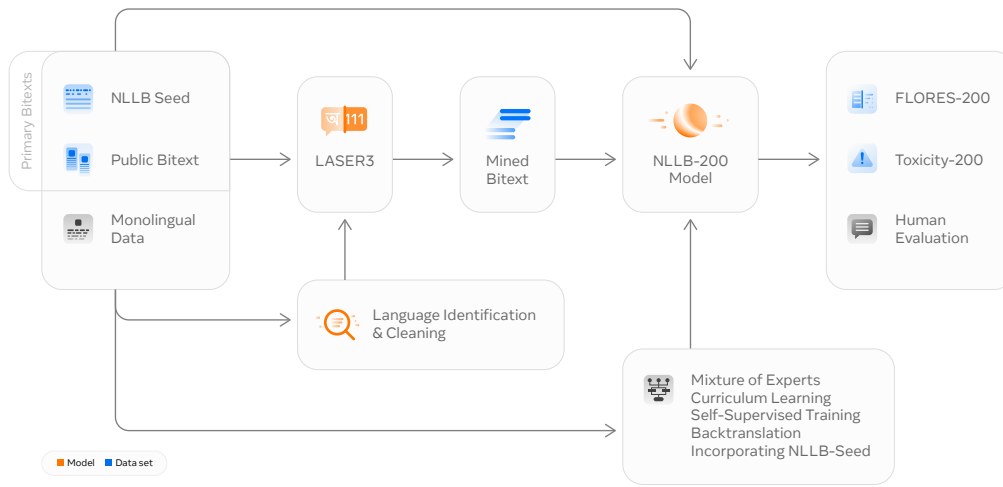 Primary Bitexts
NLLB Seed
Public Bitext
Monolingual
Data
अ 111
LASER3
Mined
Bitext
NLLB-200
Model
FLORES-200
Toxicity-200
Human
Evaluation
Language Identification
& Cleaning
Mixture of Experts
Curriculum Learning
Self-Supervised Training
Backtranslation
Incorporating NLLB-Seed
Model
Data set